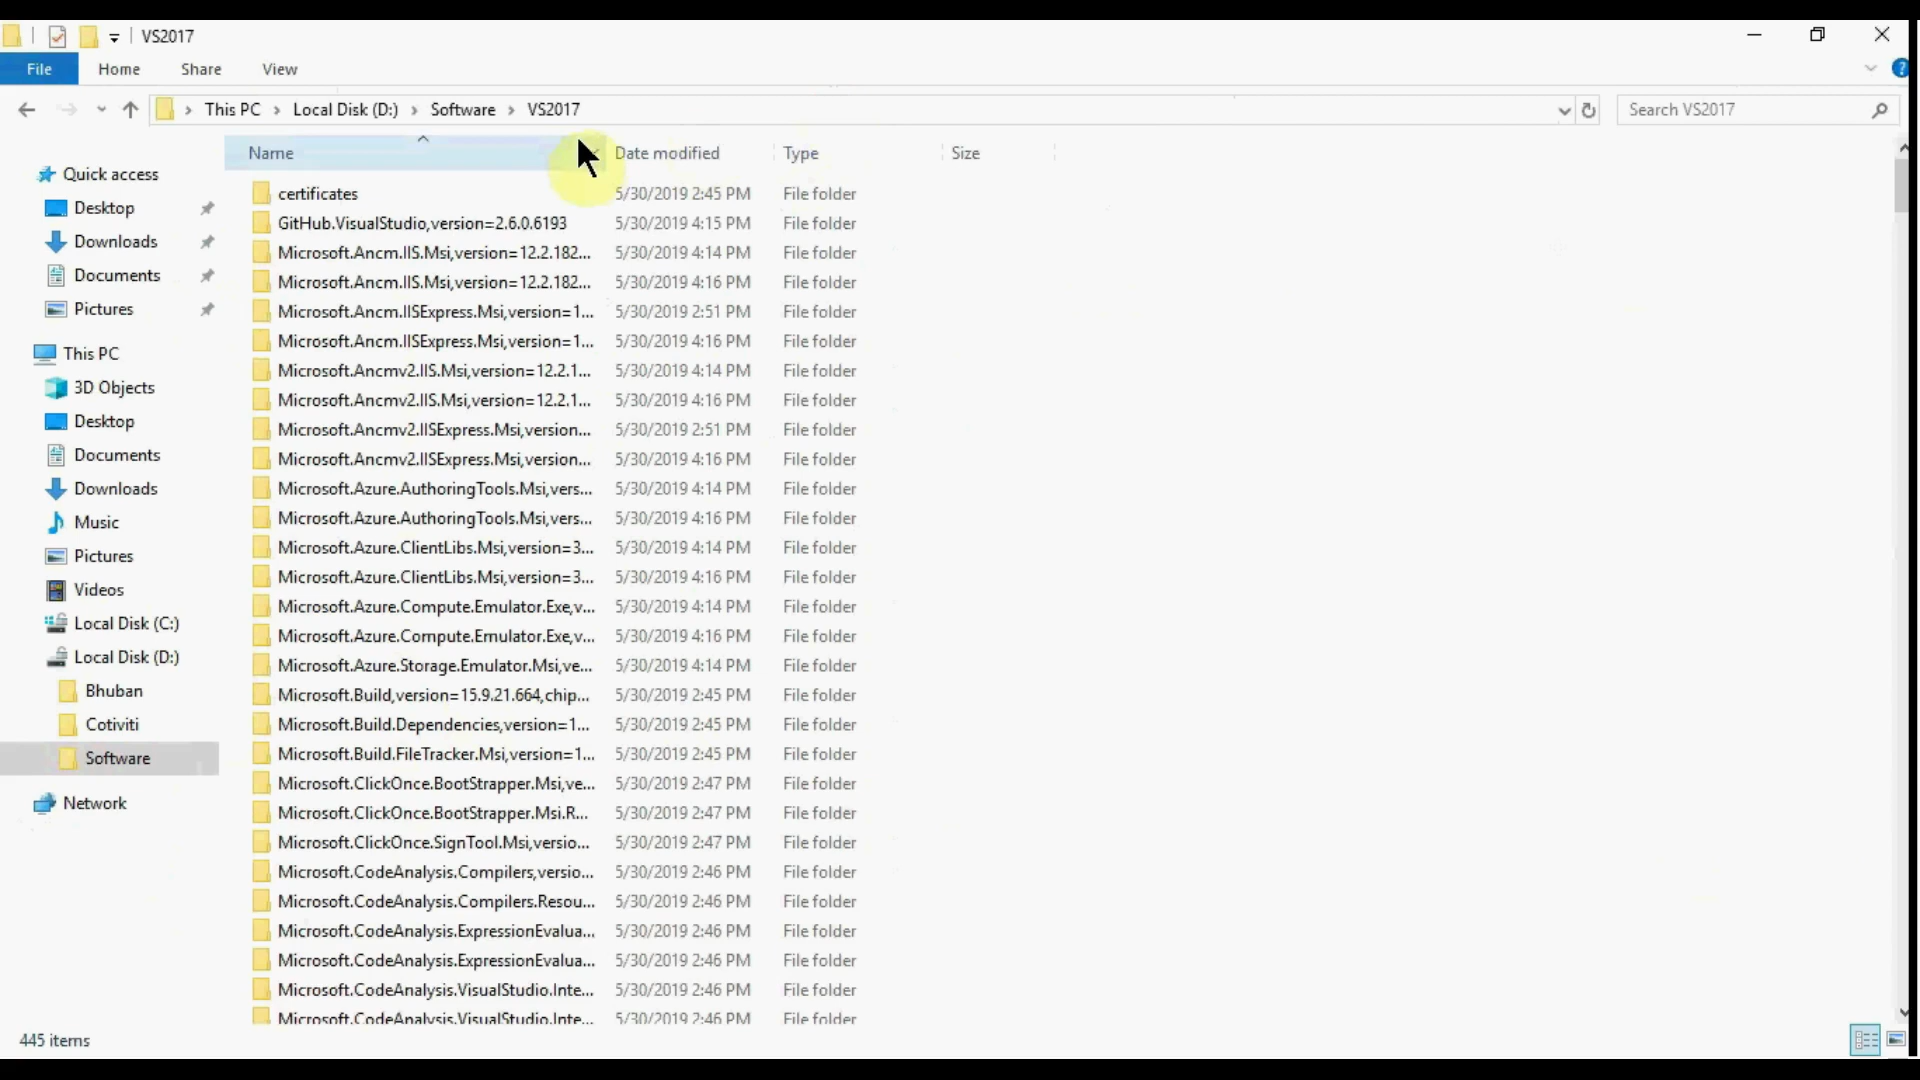 VS2017
File Home Share View
This PC Local Disk (D:) Software VS2017
Search VS2017
Name Date modified Type Size
Quick access
Desktop
Downloads
Documents
Pictures
This PC
3D Objects
Desktop
Documents
Downloads
Music
Pictures
Videos
Local Disk (C:)
Local Disk (D:)
Bhuban
Cotiviti
Software
Network
certificates 5/30/2019 2:45 PM File folder
GitHub.VisualStudio,version=2.6.0.6193 5/30/2019 4:15 PM File folder
Microsoft.Ancm.IIS.Msi,version=12.2.182... 5/30/2019 4:14 PM File folder
Microsoft.Ancm.IIS.Msi,version=12.2.182... 5/30/2019 4:16 PM File folder
Microsoft.Ancm.IISExpress.Msi,version=1... 5/30/2019 2:51 PM File folder
Microsoft.Ancm.IISExpress.Msi,version=1... 5/30/2019 4:16 PM File folder
Microsoft.Ancmv2.IIS.Msi,version=12.2.1... 5/30/2019 4:14 PM File folder
Microsoft.Ancmv2.IIS.Msi,version=12.2.1... 5/30/2019 4:16 PM File folder
Microsoft.Ancmv2.IISExpress.Msi,version... 5/30/2019 2:51 PM File folder
Microsoft.Ancmv2.IISExpress.Msi,version... 5/30/2019 4:16 PM File folder
Microsoft.Azure.AuthoringTools.Msi,vers... 5/30/2019 4:14 PM File folder
Microsoft.Azure.AuthoringTools.Msi,vers... 5/30/2019 4:16 PM File folder
Microsoft.Azure.ClientLibs.Msi,version=3... 5/30/2019 4:14 PM File folder
Microsoft.Azure.ClientLibs.Msi,version=3... 5/30/2019 4:16 PM File folder
Microsoft.Azure.Compute.Emulator.Exe,v... 5/30/2019 4:14 PM File folder
Microsoft.Azure.Compute.Emulator.Exe,v... 5/30/2019 4:16 PM File folder
Microsoft.Azure.Storage.Emulator.Msi,ve... 5/30/2019 4:14 PM File folder
Microsoft.Build,version=15.9.21.664,chip... 5/30/2019 2:45 PM File folder
Microsoft.Build.Dependencies,version=1... 5/30/2019 2:45 PM File folder
Microsoft.Build.FileTracker.Msi,version=1... 5/30/2019 2:45 PM File folder
Microsoft.ClickOnce.BootStrapper.Msi,ve... 5/30/2019 2:47 PM File folder
Microsoft.ClickOnce.BootStrapper.Msi.R... 5/30/2019 2:47 PM File folder
Microsoft.ClickOnce.SignTool.Msi,versio... 5/30/2019 2:47 PM File folder
Microsoft.CodeAnalysis.Compilers,versio... 5/30/2019 2:46 PM File folder
Microsoft.CodeAnalysis.Compilers.Resou... 5/30/2019 2:46 PM File folder
Microsoft.CodeAnalysis.ExpressionEvalua... 5/30/2019 2:46 PM File folder
Microsoft.CodeAnalysis.ExpressionEvalua... 5/30/2019 2:46 PM File folder
Microsoft.CodeAnalysis.VisualStudio.Inte... 5/30/2019 2:46 PM File folder
Microsoft.CodeAnalysis.VisualStudio.Inte... 5/30/2019 2:46 PM File folder
445 items